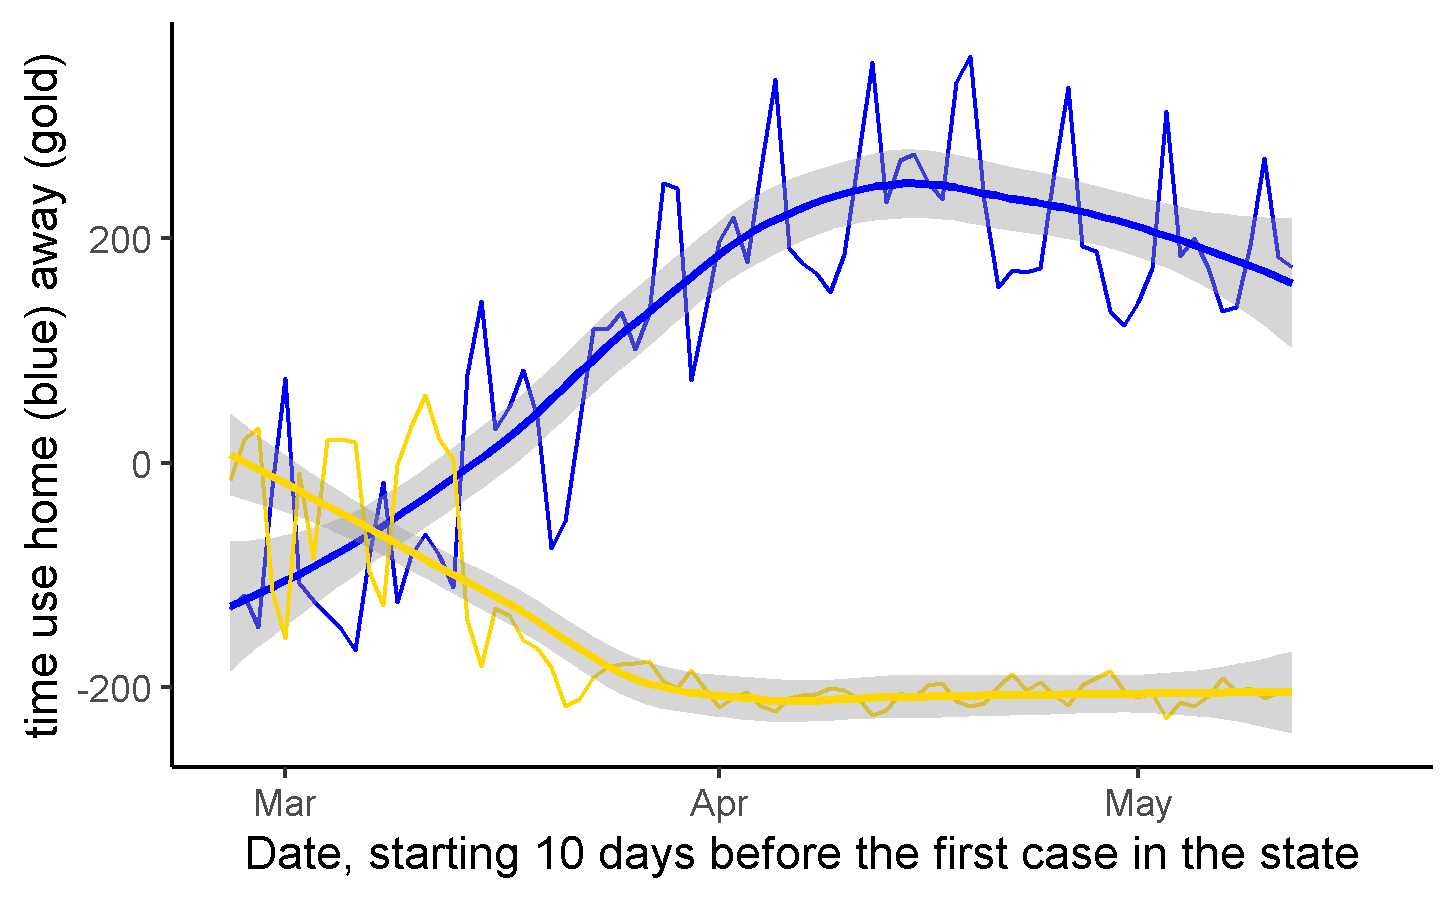 time use home (blue) away (gold)
200
0
-200
Mar Apr May
Date, starting 10 days before the first case in the state